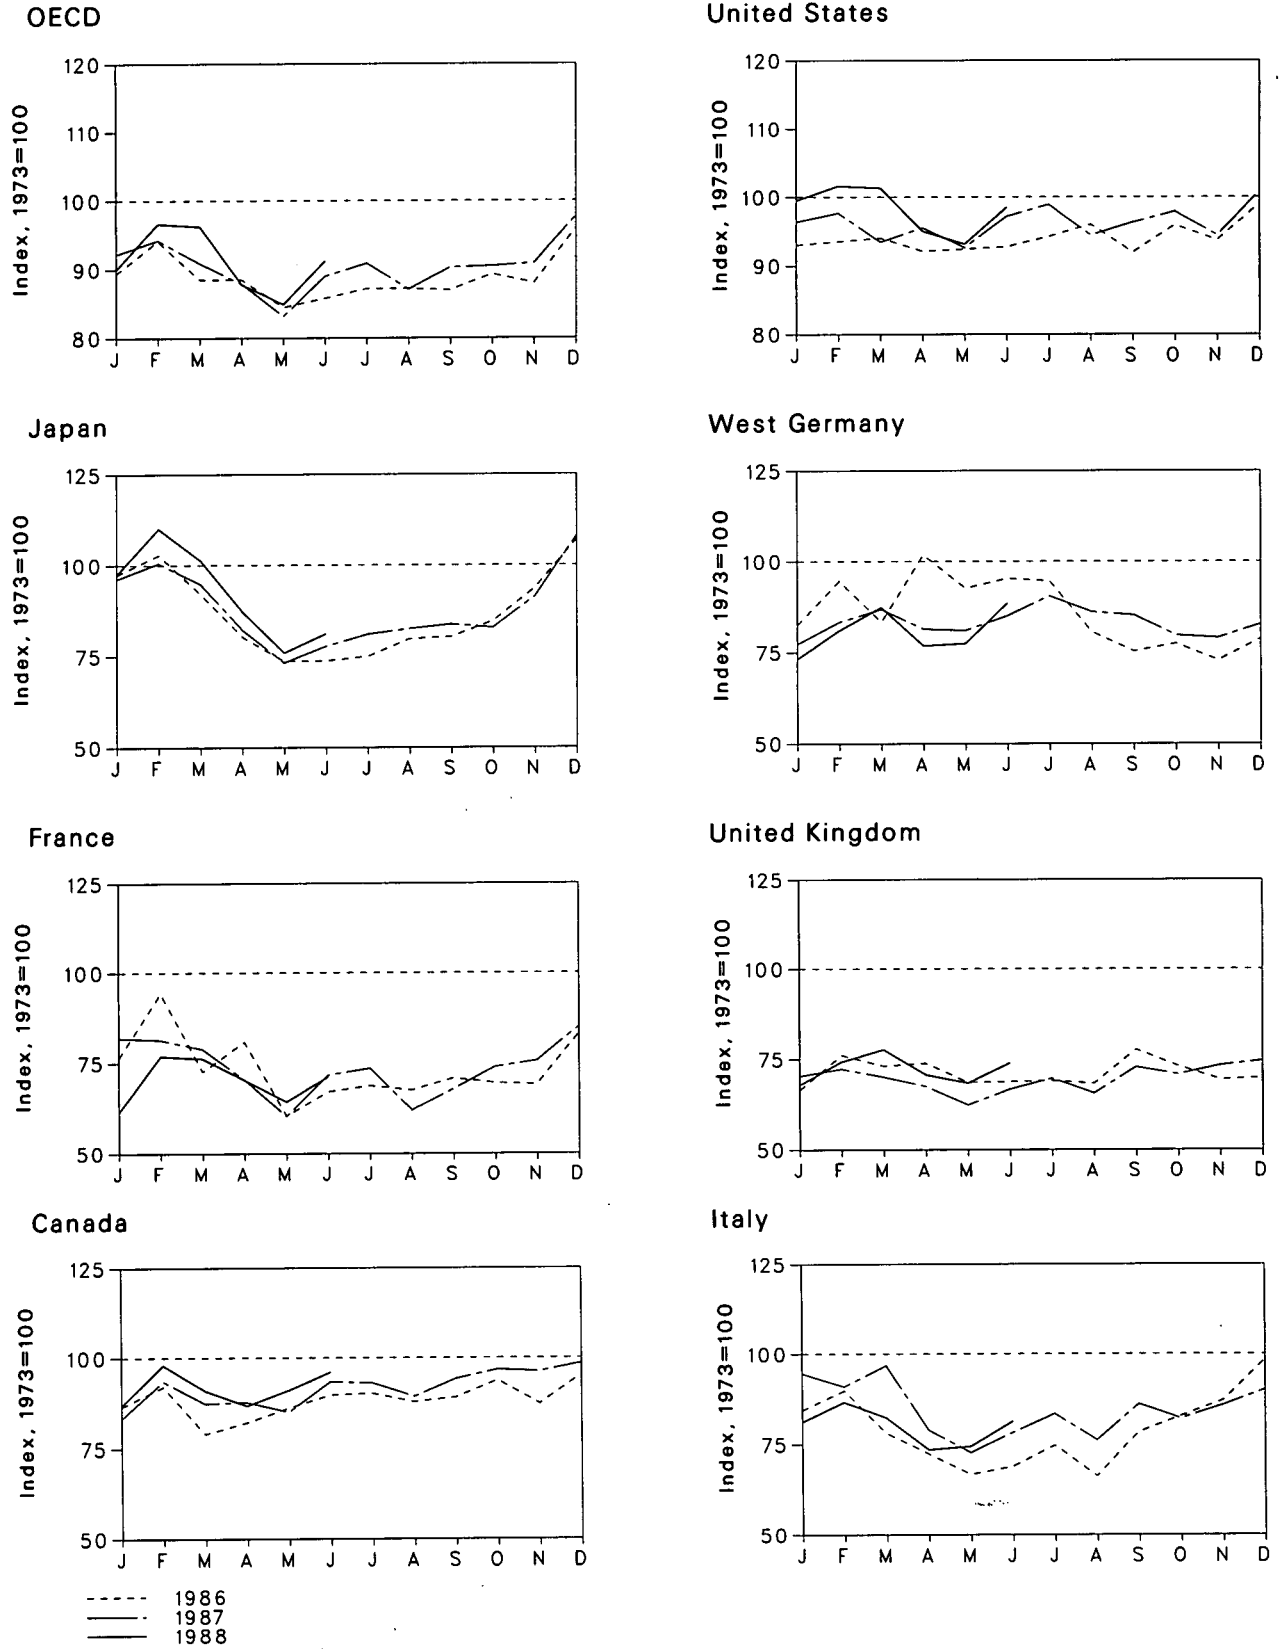 OECD
Index, 1973=100
120
110
100
90
80
J F M A M J J A S O N D
United States
Index, 1973=100
120
110
100
90
80
J F M A M J J A S O N D
Japan
Index, 1973=100
125
100
75
50
J F M A M J J A S O N D
West Germany
Index, 1973=100
125
100
75
50
J F M A M J J A S O N D
France
Index, 1973=100
125
100
75
50
J F M A M J J A S O N D
United Kingdom
Index, 1973=100
125
100
75
50
J F M A M J J A S O N D
Canada
Index, 1973=100
125
100
75
50
J F M A M J J A S O N D
Italy
Index, 1973=100
125
100
75
50
J F M A M J J A S O N D
1986
1987
1988